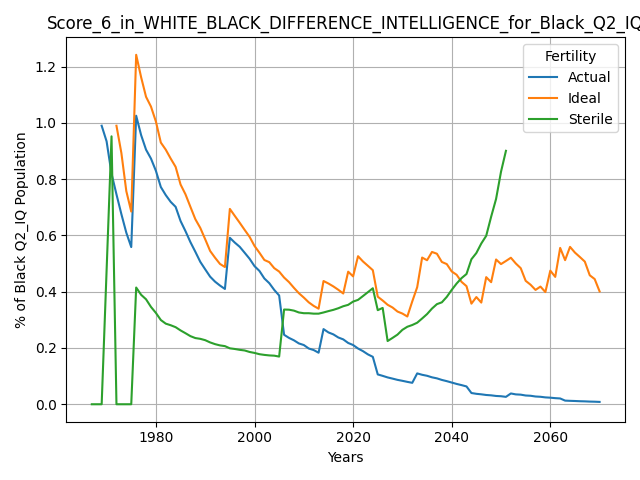 Score_6_in_WHITE_BLACK_DIFFERENCE_INTELLIGENCE_for_Black_Q2_IQ
Fertility
Actual
Ideal
Sterile
% of Black Q2_IQ Population
1.2
1.0
0.8
0.6
0.4
0.2
0.0
1980 2000 2020 2040 2060
Years